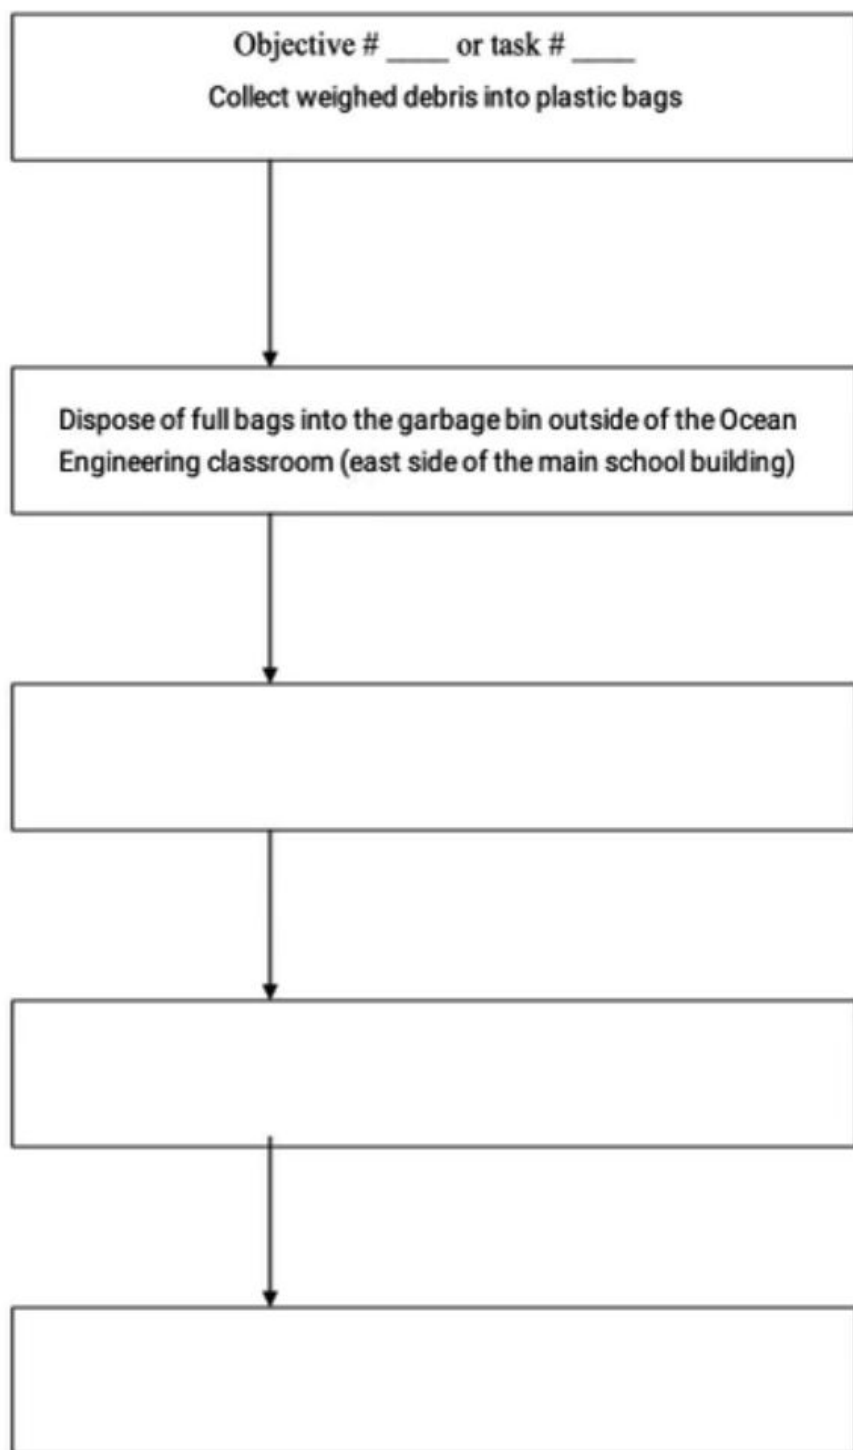 Objective # ____ or task # ____
Collect weighed debris into plastic bags
Dispose of full bags into the garbage bin outside of the Ocean
Engineering classroom (east side of the main school building)